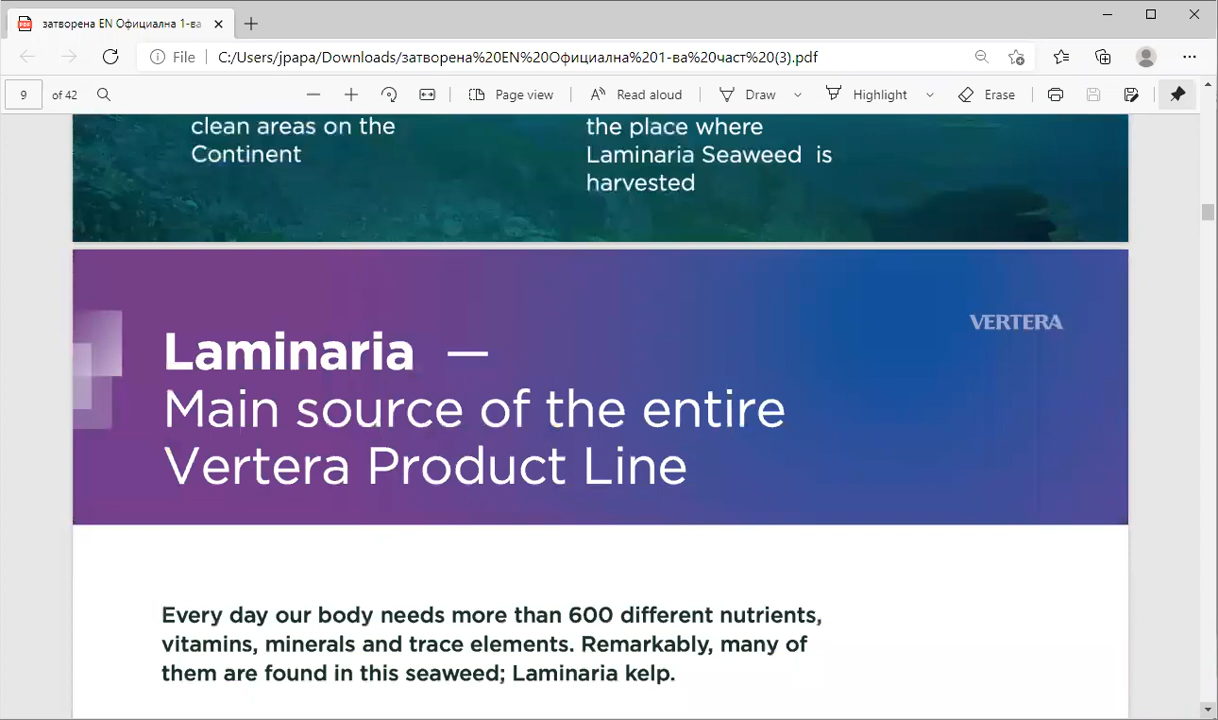 затворена EN Официална 1-ва
File
C:/Users/jpapa/Downloads/затворена%20EN%20Официална%201-ва%20част%20(3).pdf
9 of 42
Page view
Read aloud
Draw
Highlight
Erase
clean areas on the
Continent
the place where
Laminaria Seaweed is
harvested
VERTERA
Laminaria —
Main source of the entire
Vertera Product Line
Every day our body needs more than 600 different nutrients,
vitamins, minerals and trace elements. Remarkably, many of
them are found in this seaweed; Laminaria kelp.